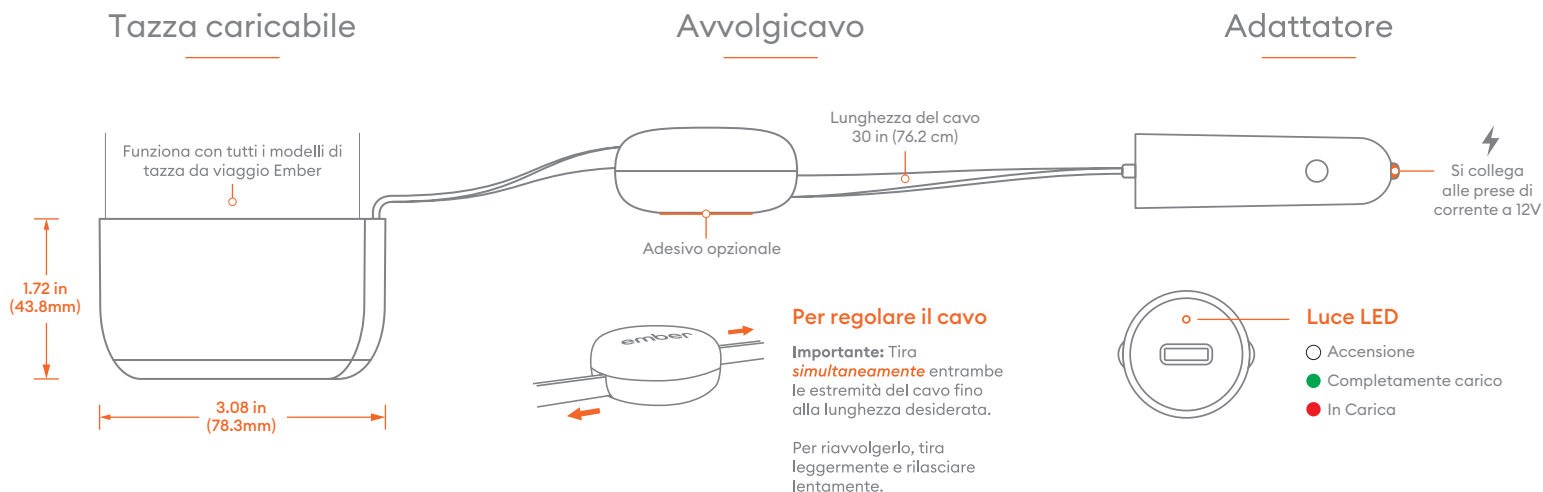 Tazza caricabile
Avvolgicavo
Adattatore
Funziona con tutti i modelli di
tazza da viaggio Ember
1.72 in
(43.8mm)
3.08 in
(78.3mm)
Lunghezza del cavo
30 in (76.2 cm)
Adesivo opzionale
Si collega
alle prese di
corrente a 12V
ember
Per regolare il cavo
Importante: Tira
simultaneamente entrambe
le estremità del cavo fino
alla lunghezza desiderata.
Per riavvolgerlo, tira
leggermente e rilasciare
lentamente.
Luce LED
Accensione
Completamente carico
In Carica